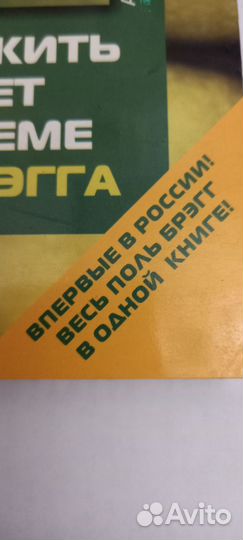 ЖИТЬ
ЕТ
ЕМЕ
ЭГГА
ВПЕРВЫЕ В РОССИИ!
ВЕСЬ ПОЛЬ БРЭГГ
В ОДНОЙ КНИГЕ!
Avito